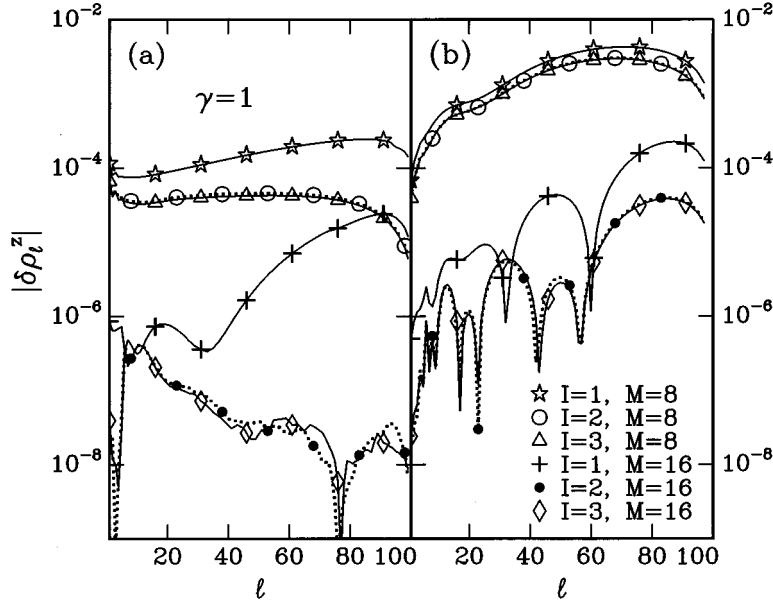 10⁻² (a) (b) 10⁻²
γ=1
10⁻⁴ 10⁻⁴
|δρℓᶻ|
10⁻⁶ 10⁻⁶
I=1, M=8
I=2, M=8
I=3, M=8
10⁻⁸ I=1, M=16 10⁻⁸
I=2, M=16
I=3, M=16
20 40 60 80 100 20 40 60 80 100
ℓ ℓ